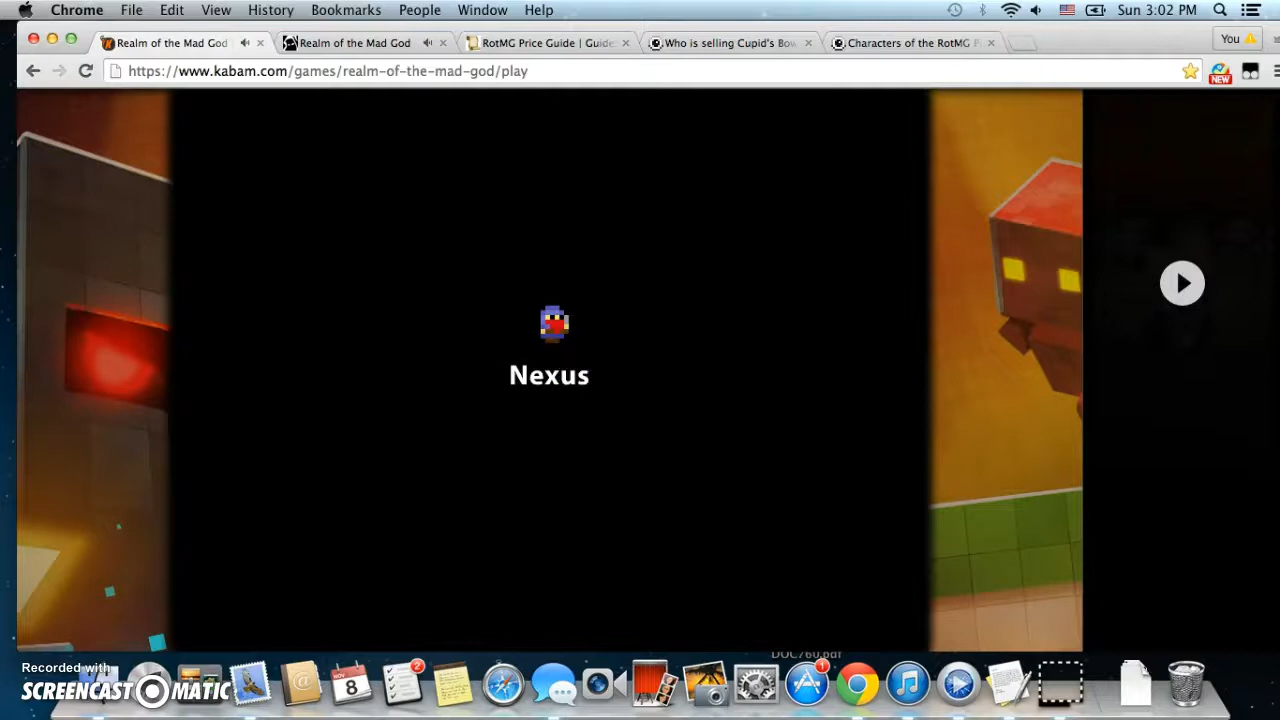 Chrome File Edit View History Bookmarks People Window Help Sun 3:02 PM
Realm of the Mad God Realm of the Mad God RotMG Price Guide | Guide Who is selling Cupid's Bow Characters of the RotMG P You
https://www.kabam.com/games/realm-of-the-mad-god/play
NEW
Nexus
DOC760.pdf
Recorded with
SCREENCAST MATIC
NOV
8
2
1